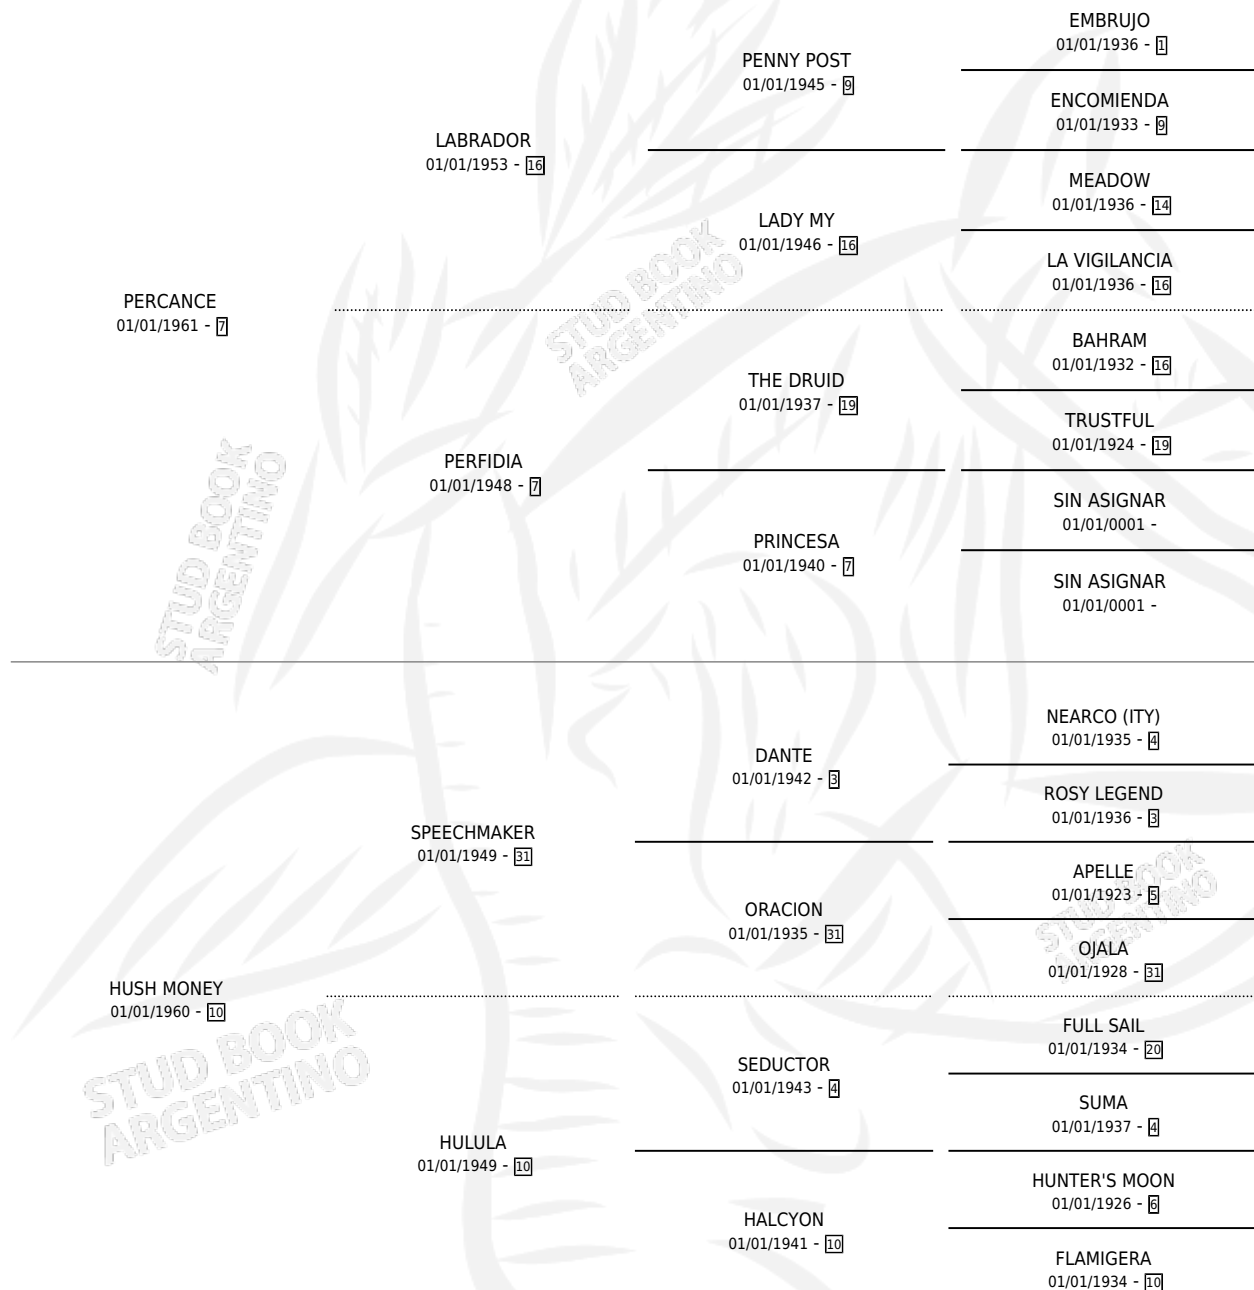 EMBRUJO
01/01/1936 - 1
PENNY POST
01/01/1945 - 9
ENCOMIENDA
01/01/1933 - 9
LABRADOR
01/01/1953 - 16
MEADOW
01/01/1936 - 14
LADY MY
01/01/1946 - 16
LA VIGILANCIA
01/01/1936 - 16
PERCANCE
01/01/1961 - 7
BAHRAM
01/01/1932 - 16
THE DRUID
01/01/1937 - 19
TRUSTFUL
01/01/1924 - 19
PERFIDIA
01/01/1948 - 7
SIN ASIGNAR
01/01/0001 -
PRINCESA
01/01/1940 - 7
SIN ASIGNAR
01/01/0001 -
NEARCO (ITY)
01/01/1935 - 4
DANTE
01/01/1942 - 3
ROSY LEGEND
01/01/1936 - 3
SPEECHMAKER
01/01/1949 - 31
APELLE
01/01/1923 - 5
ORACION
01/01/1935 - 31
OJALA
01/01/1928 - 31
HUSH MONEY
01/01/1960 - 10
FULL SAIL
01/01/1934 - 20
SEDUCTOR
01/01/1943 - 4
SUMA
01/01/1937 - 4
HULULA
01/01/1949 - 10
HUNTER'S MOON
01/01/1926 - 6
HALCYON
01/01/1941 - 10
FLAMIGERA
01/01/1934 - 10
STUD BOOK
ARGENTINO
STUD BOOK
ARGENTINO
STUD BOOK
ARGENTINO
STUD BOOK
ARGENTINO